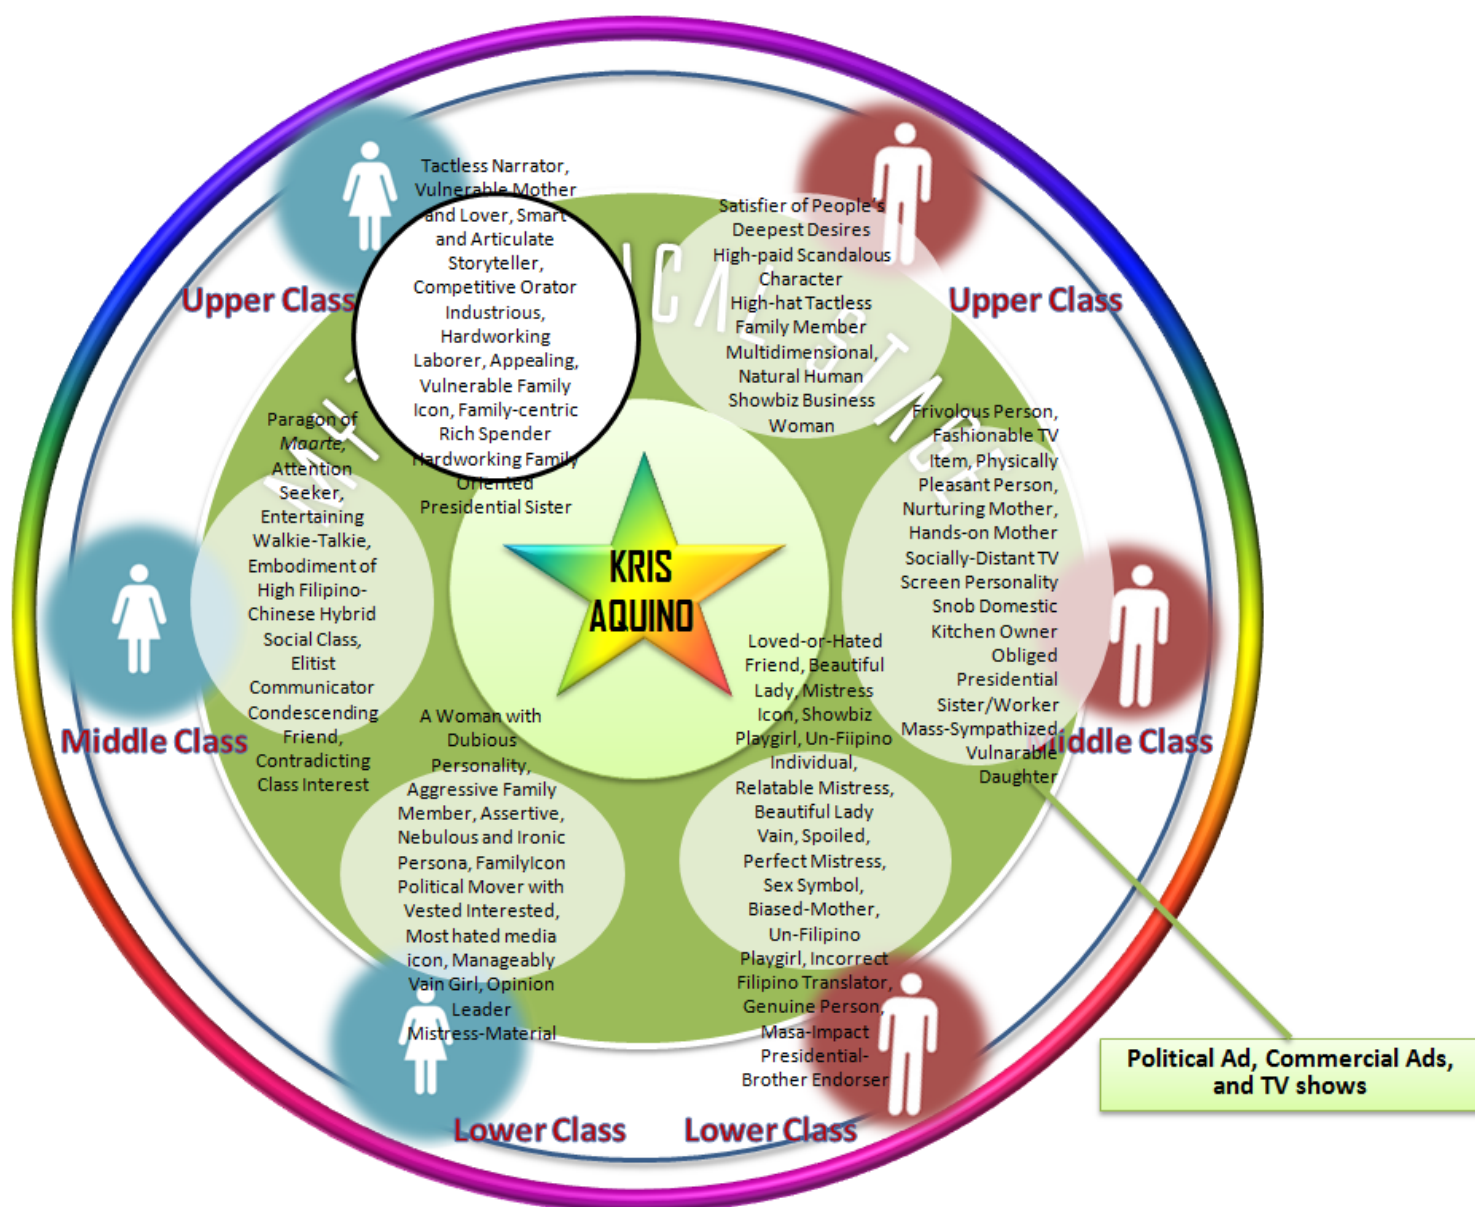 Tactless Narrator,
Vulnerable Mother
and Lover, Smart
and Articulate
Storyteller,
Competitive Orator
Industrious,
Hardworking
Laborer, Appealing,
Vulnerable Family
Icon, Family-centric
Rich Spender
Hardworking Family
Oriented
Presidential Sister
Upper Class
Satisfier of People's
Deepest Desires
High-paid Scandalous
Character
High-hat Tactless
Family Member
Multidimensional,
Natural Human
Showbiz Business
Woman
Upper Class
Paragon of
Maarte,
Attention
Seeker,
Entertaining
Walkie-Talkie,
Embodiment of
High Filipino-
Chinese Hybrid
Social Class,
Elitist
Communicator
Condescending
Friend,
Contradicting
Class Interest
Middle Class
KRIS
AQUINO
Frivolous Person,
Fashionable TV
Item, Physically
Pleasant Person,
Nurturing Mother,
Hands-on Mother
Socially-Distant TV
Screen Personality
Snob Domestic
Kitchen Owner
Obliged
Presidential
Sister/Worker
Mass-Sympathized
Vulnarable
Daughter
Middle Class
A Woman with
Dubious
Personality,
Aggressive Family
Member, Assertive,
Nebulous and Ironic
Persona, FamilyIcon
Political Mover with
Vested Interested,
Most hated media
icon, Manageably
Vain Girl, Opinion
Leader
Mistress-Material
Lower Class
Loved-or-Hated
Friend, Beautiful
Lady, Mistress
Icon, Showbiz
Playgirl, Un-Fiipino
Individual,
Relatable Mistress,
Beautiful Lady
Vain, Spoiled,
Perfect Mistress,
Sex Symbol,
Biased-Mother,
Un-Filipino
Playgirl, Incorrect
Filipino Translator,
Genuine Person,
Masa-Impact
Presidential-
Brother Endorser
Lower Class
Political Ad, Commercial Ads,
and TV shows